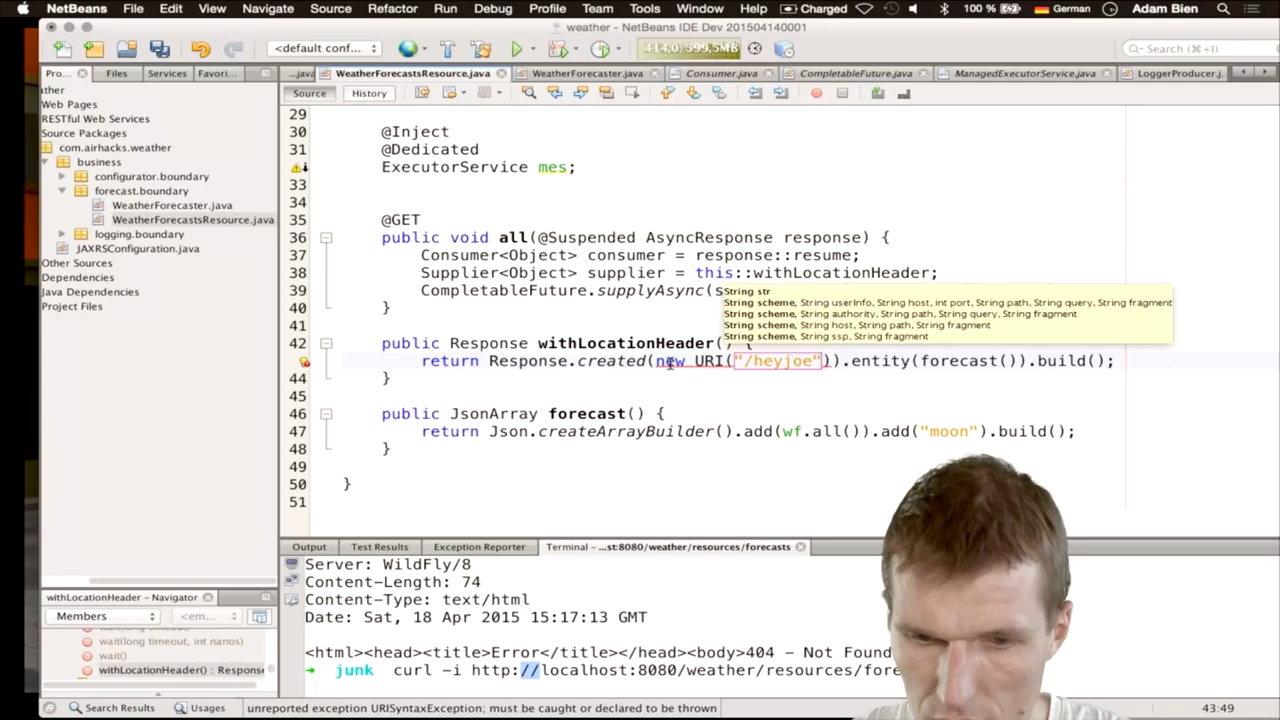 NetBeans File Edit View Navigate Source Refactor Run Debug Profile Team Tools Window Help Charged 100 % German Adam Bien
weather - NetBeans IDE Dev 201504140001
<default conf... 414,0/599,5MB Search (⌘+I)
Pro... Files Services Favori...
...java WeatherForecastsResource.java WeatherForecaster.java Consumer.java CompletableFuture.java ManagedExecutorService.java LoggerProducer.j...
Source History
ather
Web Pages
RESTful Web Services
Source Packages
com.airhacks.weather
business
configurator.boundary
forecast.boundary
WeatherForecaster.java
WeatherForecastsResource.java
logging.boundary
JAXRSConfiguration.java
Other Sources
Dependencies
Java Dependencies
Project Files
29
30 @Inject
31 @Dedicated
ExecutorService mes;
33
34
35 @GET
36 public void all(@Suspended AsyncResponse response) {
37 Consumer<Object> consumer = response::resume;
38 Supplier<Object> supplier = this::withLocationHeader;
39 CompletableFuture.supplyAsync(s
40 }
41
42 public Response withLocationHeader() {
return Response.created(new URI("/heyjoe")).entity(forecast()).build();
44 }
45
46 public JsonArray forecast() {
47 return Json.createArrayBuilder().add(wf.all()).add("moon").build();
48 }
49
50 }
51
String str
String scheme, String userInfo, String host, int port, String path, String query, String fragment
String scheme, String authority, String path, String query, String fragment
String scheme, String host, String path, String fragment
String scheme, String ssp, String fragment
Output Test Results Exception Reporter Terminal - ...st:8080/weather/resources/forecasts
Server: WildFly/8
Content-Length: 74
Content-Type: text/html
Date: Sat, 18 Apr 2015 15:17:13 GMT
<html><head><title>Error</title></head><body>404 - Not Found
junk curl -i http://localhost:8080/weather/resources/fore
withLocationHeader() - Navigator
Members <em...
wait(long timeout, int nanos)
wait()
withLocationHeader() : Response
Search Results Usages unreported exception URISyntaxException; must be caught or declared to be thrown 43:49